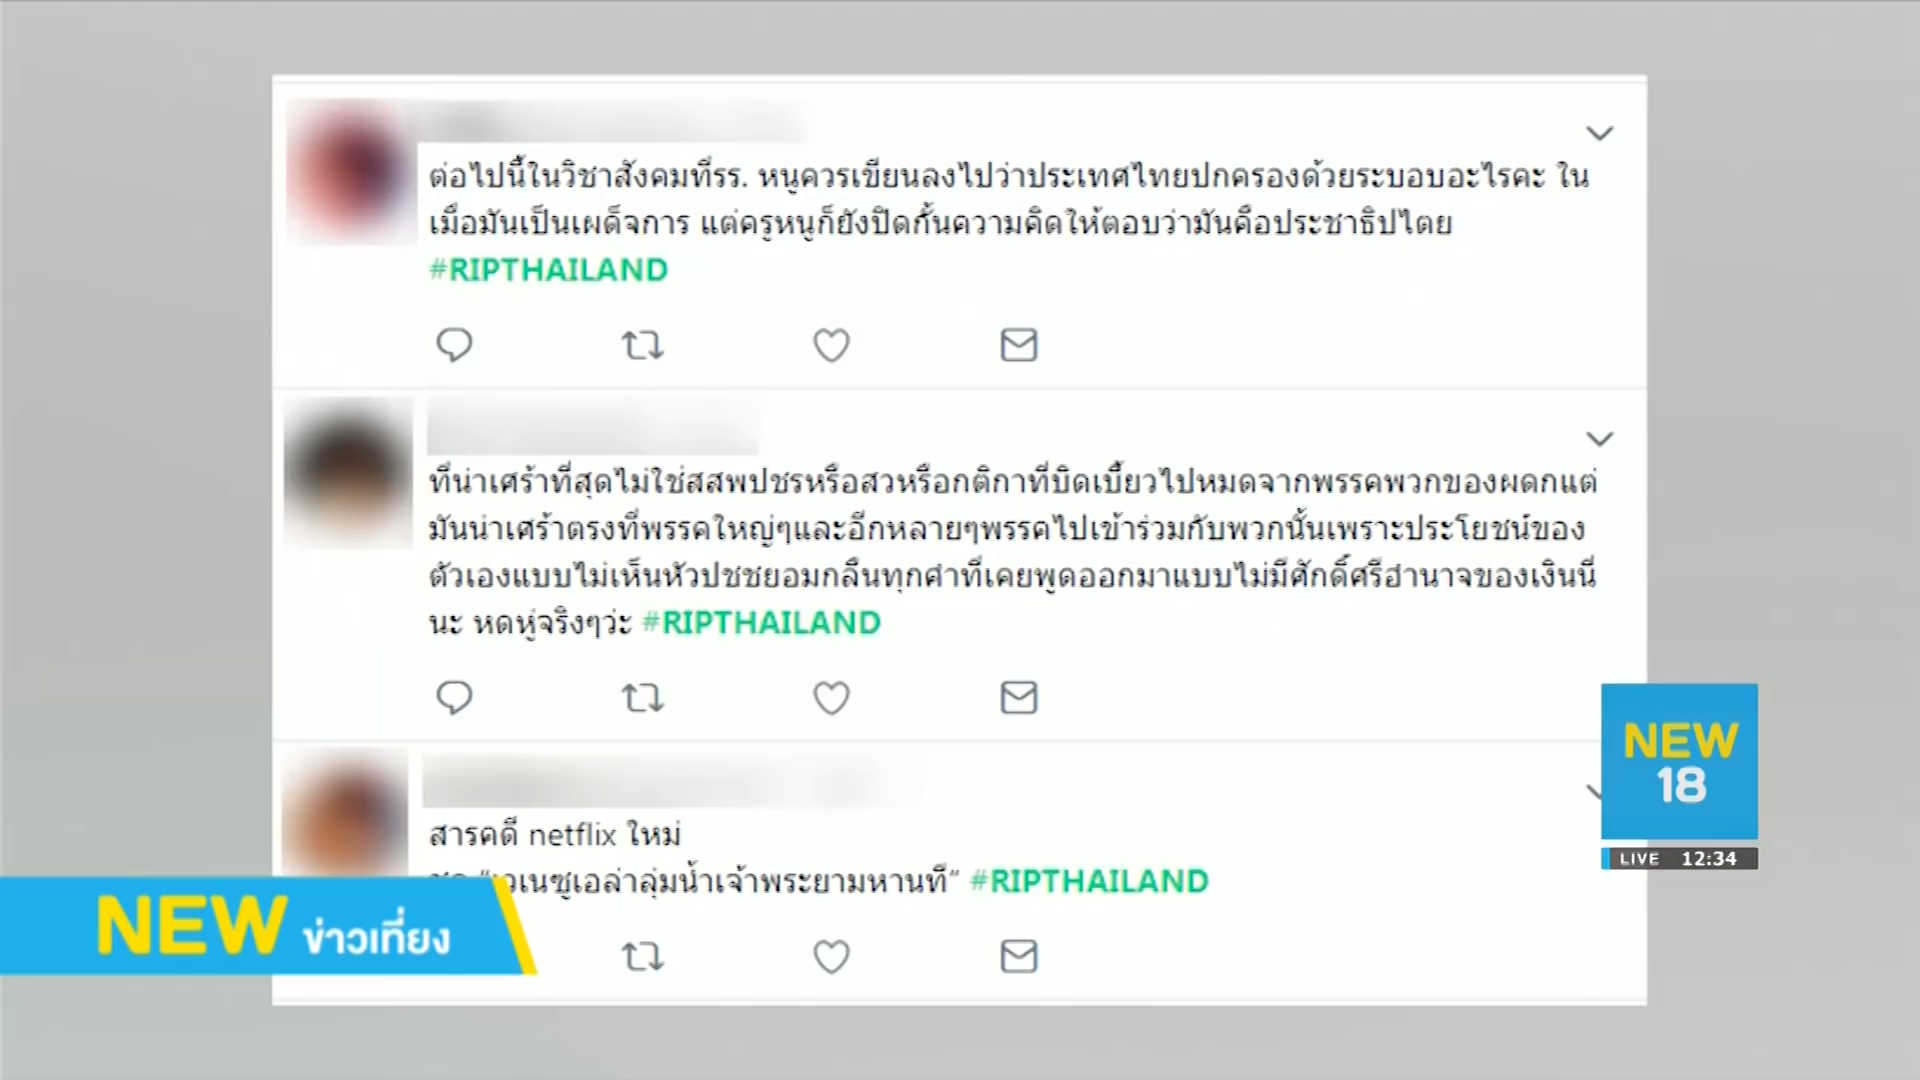 ต่อไปนี้ในวิชาสังคมที่รร. หนูควรเขียนลงไปว่าประเทศไทยปกครองด้วยระบอบอะไรคะ ใน
เมื่อมันเป็นเผด็จการ แต่ครูหนูก็ยังปิดกั้นความคิดให้ตอบว่ามันคือประชาธิปไตย
#RIPTHAILAND
ที่น่าเศร้าที่สุดไม่ใช่สสพปชรหรือสวหรือกติกาที่บิดเบี้ยวไปหมดจากพรรคพวกของผดกแต่
มันน่าเศร้าตรงที่พรรคใหญ่ๆและอีกหลายๆพรรคไปเข้าร่วมกับพวกนั้นเพราะประโยชน์ของ
ตัวเองแบบไม่เห็นหัวปชชยอมกลืนทุกคำที่เคยพูดออกมาแบบไม่มีศักดิ์ศรีอำนาจของเงินนี่
นะ หดหู่จริงๆว่ะ #RIPTHAILAND
สารคดี netflix ใหม่
"เวเนซูเอล่าลุ่มน้ำเจ้าพระยามหานที" #RIPTHAILAND
NEW
18
LIVE 12:34
NEW ข่าวเที่ยง